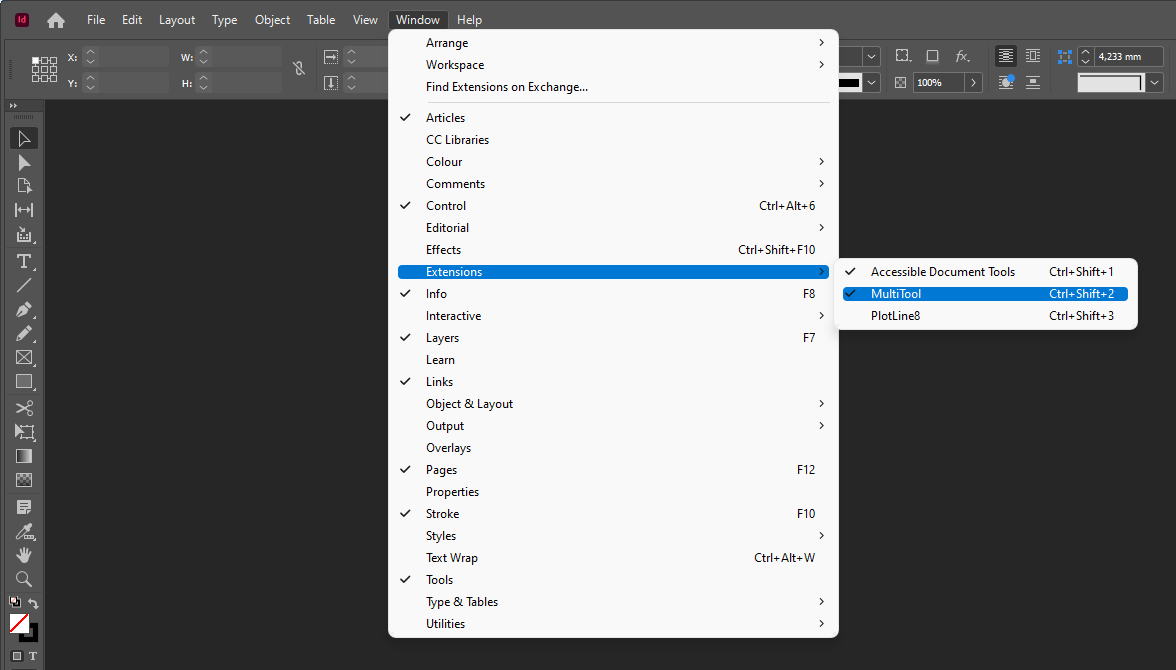 Id File Edit Layout Type Object Table View Window Help
X: W:
Y: H:
fx. 4,233 mm
100%
Arrange
Workspace
Find Extensions on Exchange...
Articles
CC Libraries
Colour
Comments
Control Ctrl+Alt+6
Editorial
Effects Ctrl+Shift+F10
Extensions
Accessible Document Tools Ctrl+Shift+1
MultiTool Ctrl+Shift+2
PlotLine8 Ctrl+Shift+3
Info F8
Interactive
Layers F7
Learn
Links
Object & Layout
Output
Overlays
Pages F12
Properties
Stroke F10
Styles
Text Wrap Ctrl+Alt+W
Tools
Type & Tables
Utilities
T